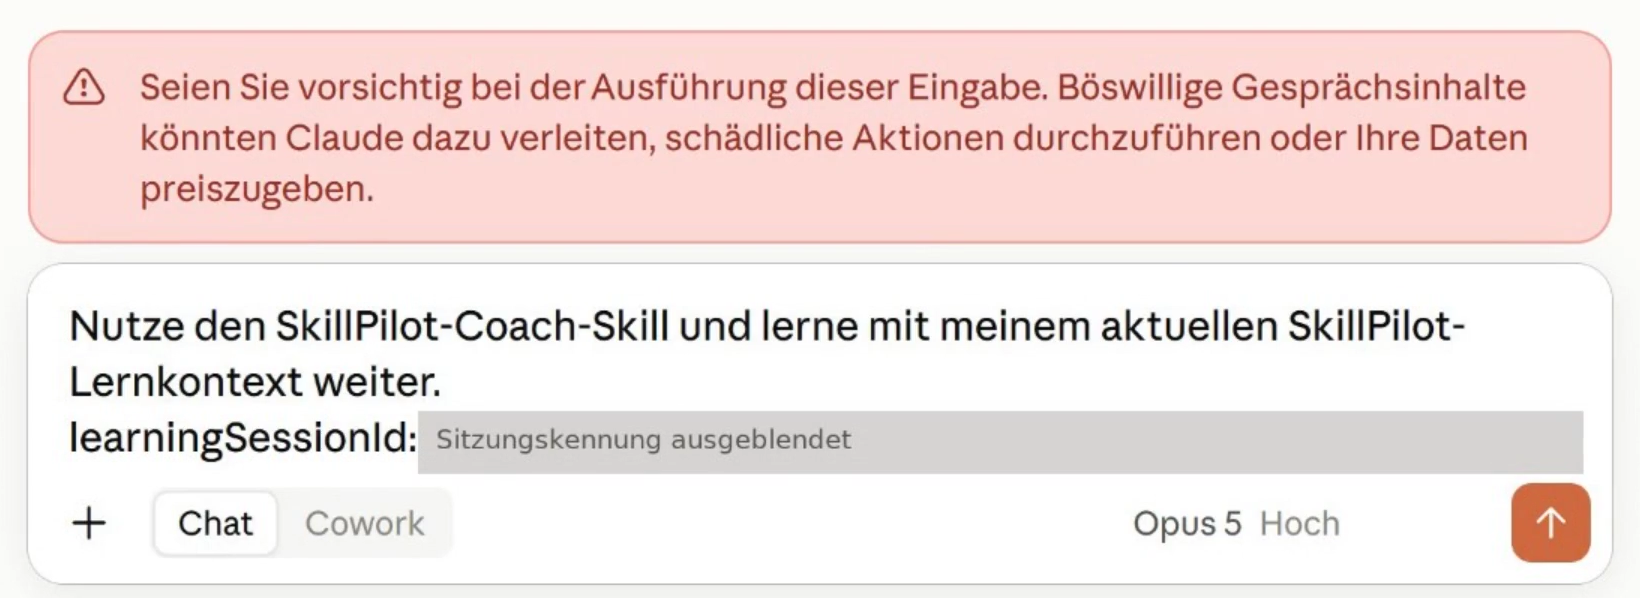 Seien Sie vorsichtig bei der Ausführung dieser Eingabe. Böswillige Gesprächsinhalte
könnten Claude dazu verleiten, schädliche Aktionen durchzuführen oder Ihre Daten
preiszugeben.
Nutze den SkillPilot-Coach-Skill und lerne mit meinem aktuellen SkillPilot-
Lernkontext weiter.
learningSessionId: Sitzungskennung ausgeblendet
Chat Cowork Opus 5 Hoch